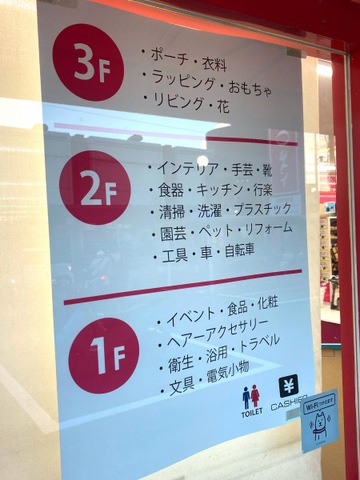 3F
・ポーチ・衣料
・ラッピング・おもちゃ
・リビング・花
2F
・インテリア・手芸・靴
・食器・キッチン・行楽
・清掃・洗濯・プラスチック
・園芸・ペット・リフォーム
・工具・車・自転車
1F
・イベント・食品・化粧
・ヘアーアクセサリー
・衛生・浴用・トラベル
・文具・電気小物
TOILET
¥
CASHIER